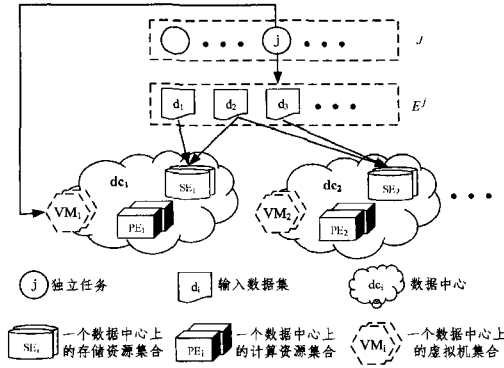 j
J
d₁ d₂ d₃
Eʲ
dc₁ SE₁ dc₂ SE₂
VM₁ PE₁ VM₂ PE₂
j 独立任务 dᵢ 输入数据集 dcᵢ 数据中心
SEᵢ 一个数据中心上的存储资源集合 PEᵢ 一个数据中心上的计算资源集合 VMᵢ 一个数据中心上的虚拟机集合